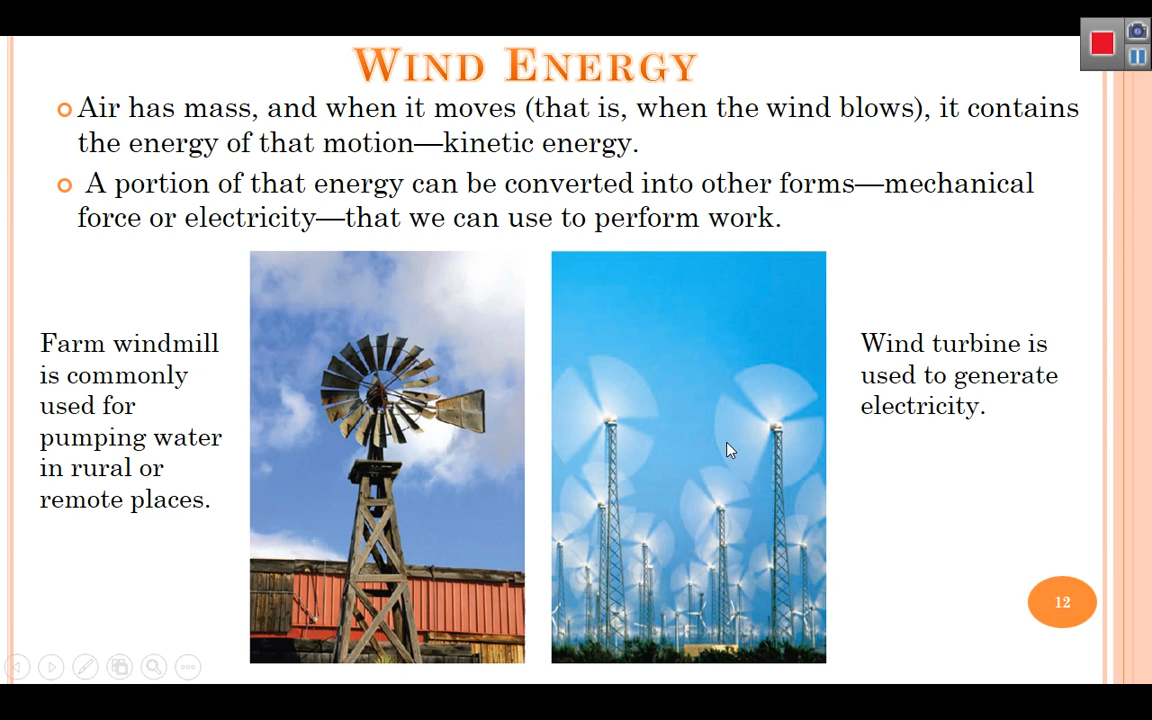 WIND ENERGY
Air has mass, and when it moves (that is, when the wind blows), it contains
the energy of that motion—kinetic energy.
A portion of that energy can be converted into other forms—mechanical
force or electricity—that we can use to perform work.
Farm windmill
is commonly
used for
pumping water
in rural or
remote places.
Wind turbine is
used to generate
electricity.
12